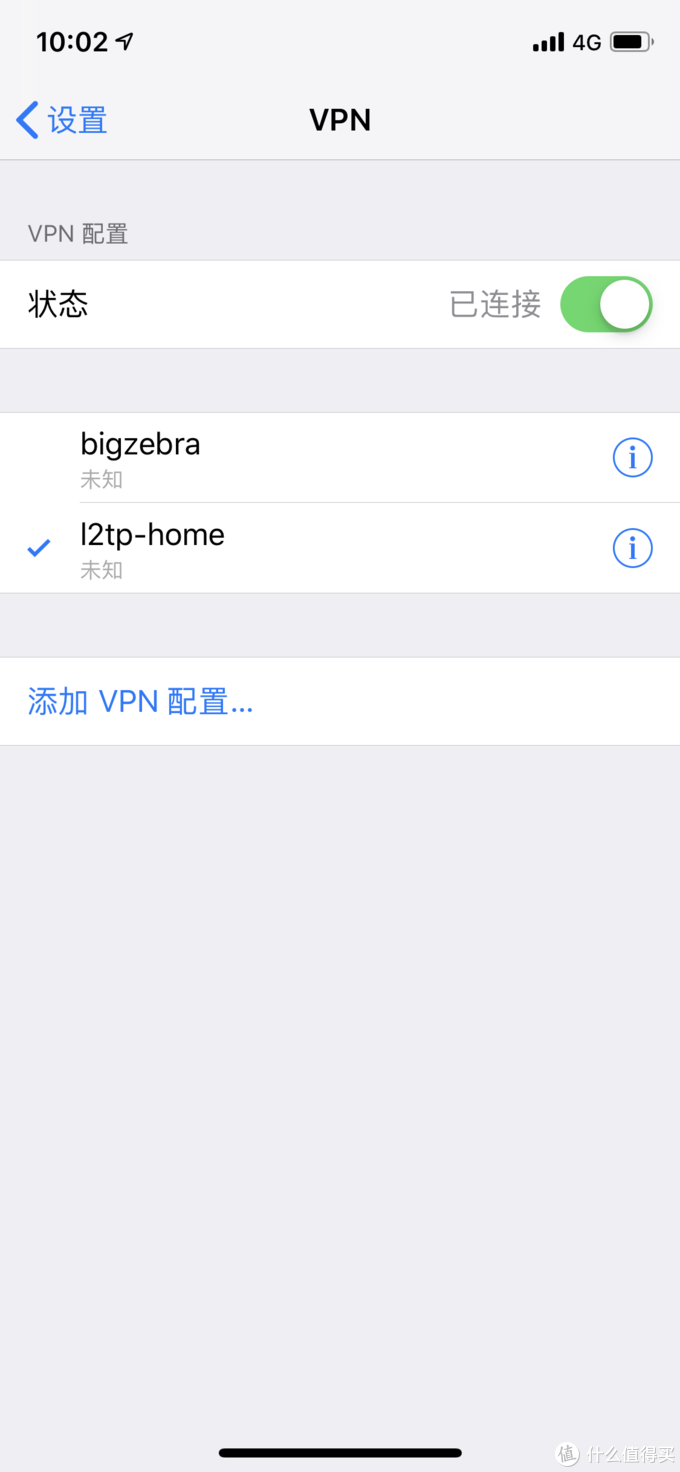 10:02
4G
设置
VPN
VPN 配置
状态
已连接
bigzebra
未知
l2tp-home
未知
添加 VPN 配置...
值 什么值得买